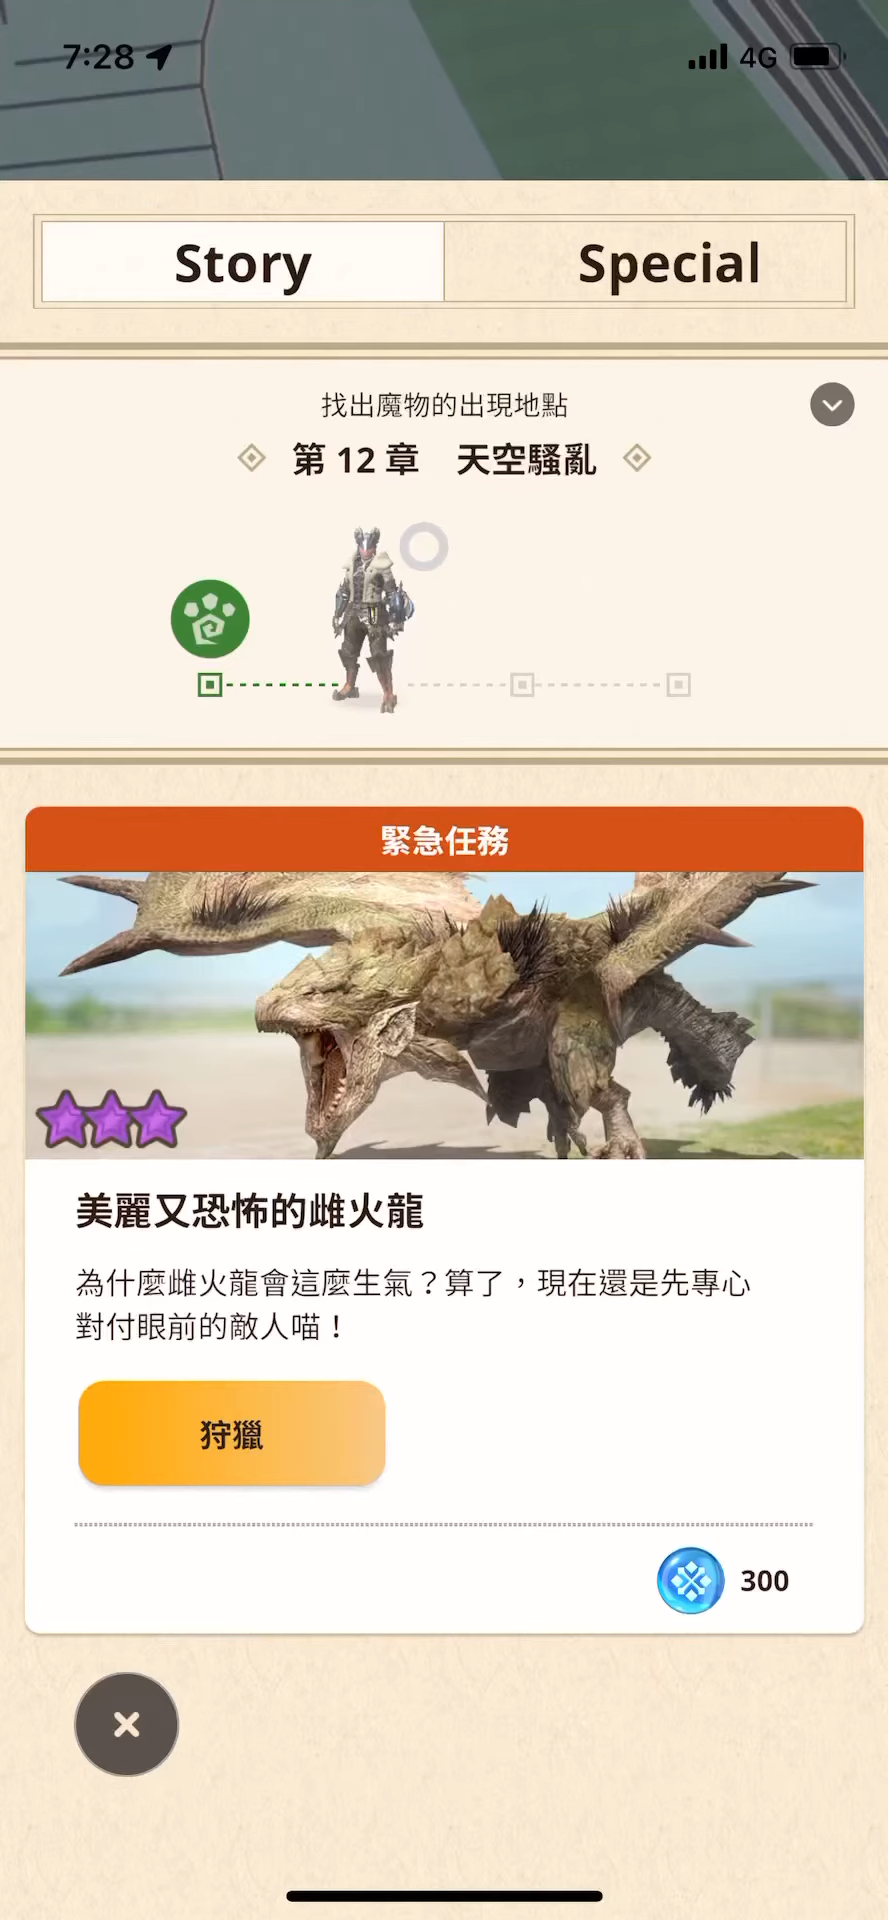 7:28
4G
Story
Special
找出魔物的出現地點
第 12 章 天空騷亂
緊急任務
美麗又恐怖的雌火龍
為什麼雌火龍會這麼生氣？算了，現在還是先專心
對付眼前的敵人喵！
狩獵
300